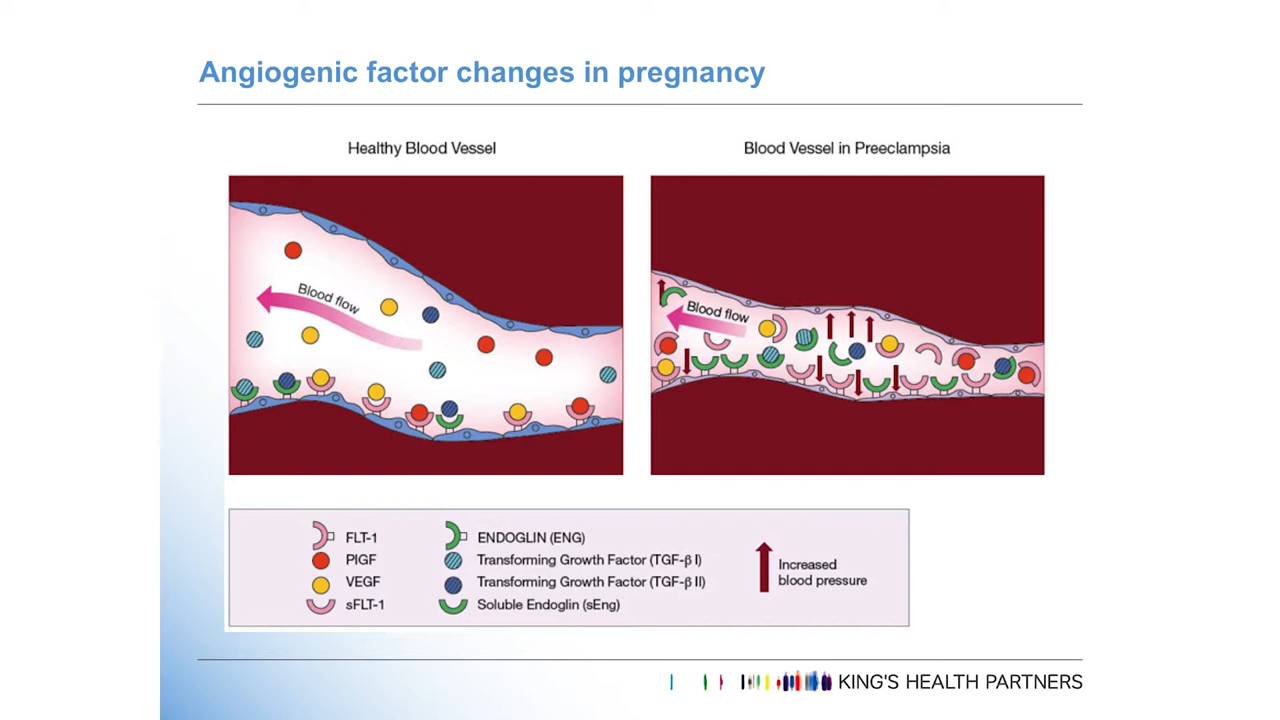 Angiogenic factor changes in pregnancy
Healthy Blood Vessel
Blood Vessel in Preeclampsia
Blood flow
Blood flow
FLT-1
PIGF
VEGF
sFLT-1
ENDOGLIN (ENG)
Transforming Growth Factor (TGF-β I)
Transforming Growth Factor (TGF-β II)
Soluble Endoglin (sEng)
Increased
blood pressure
KING'S HEALTH PARTNERS